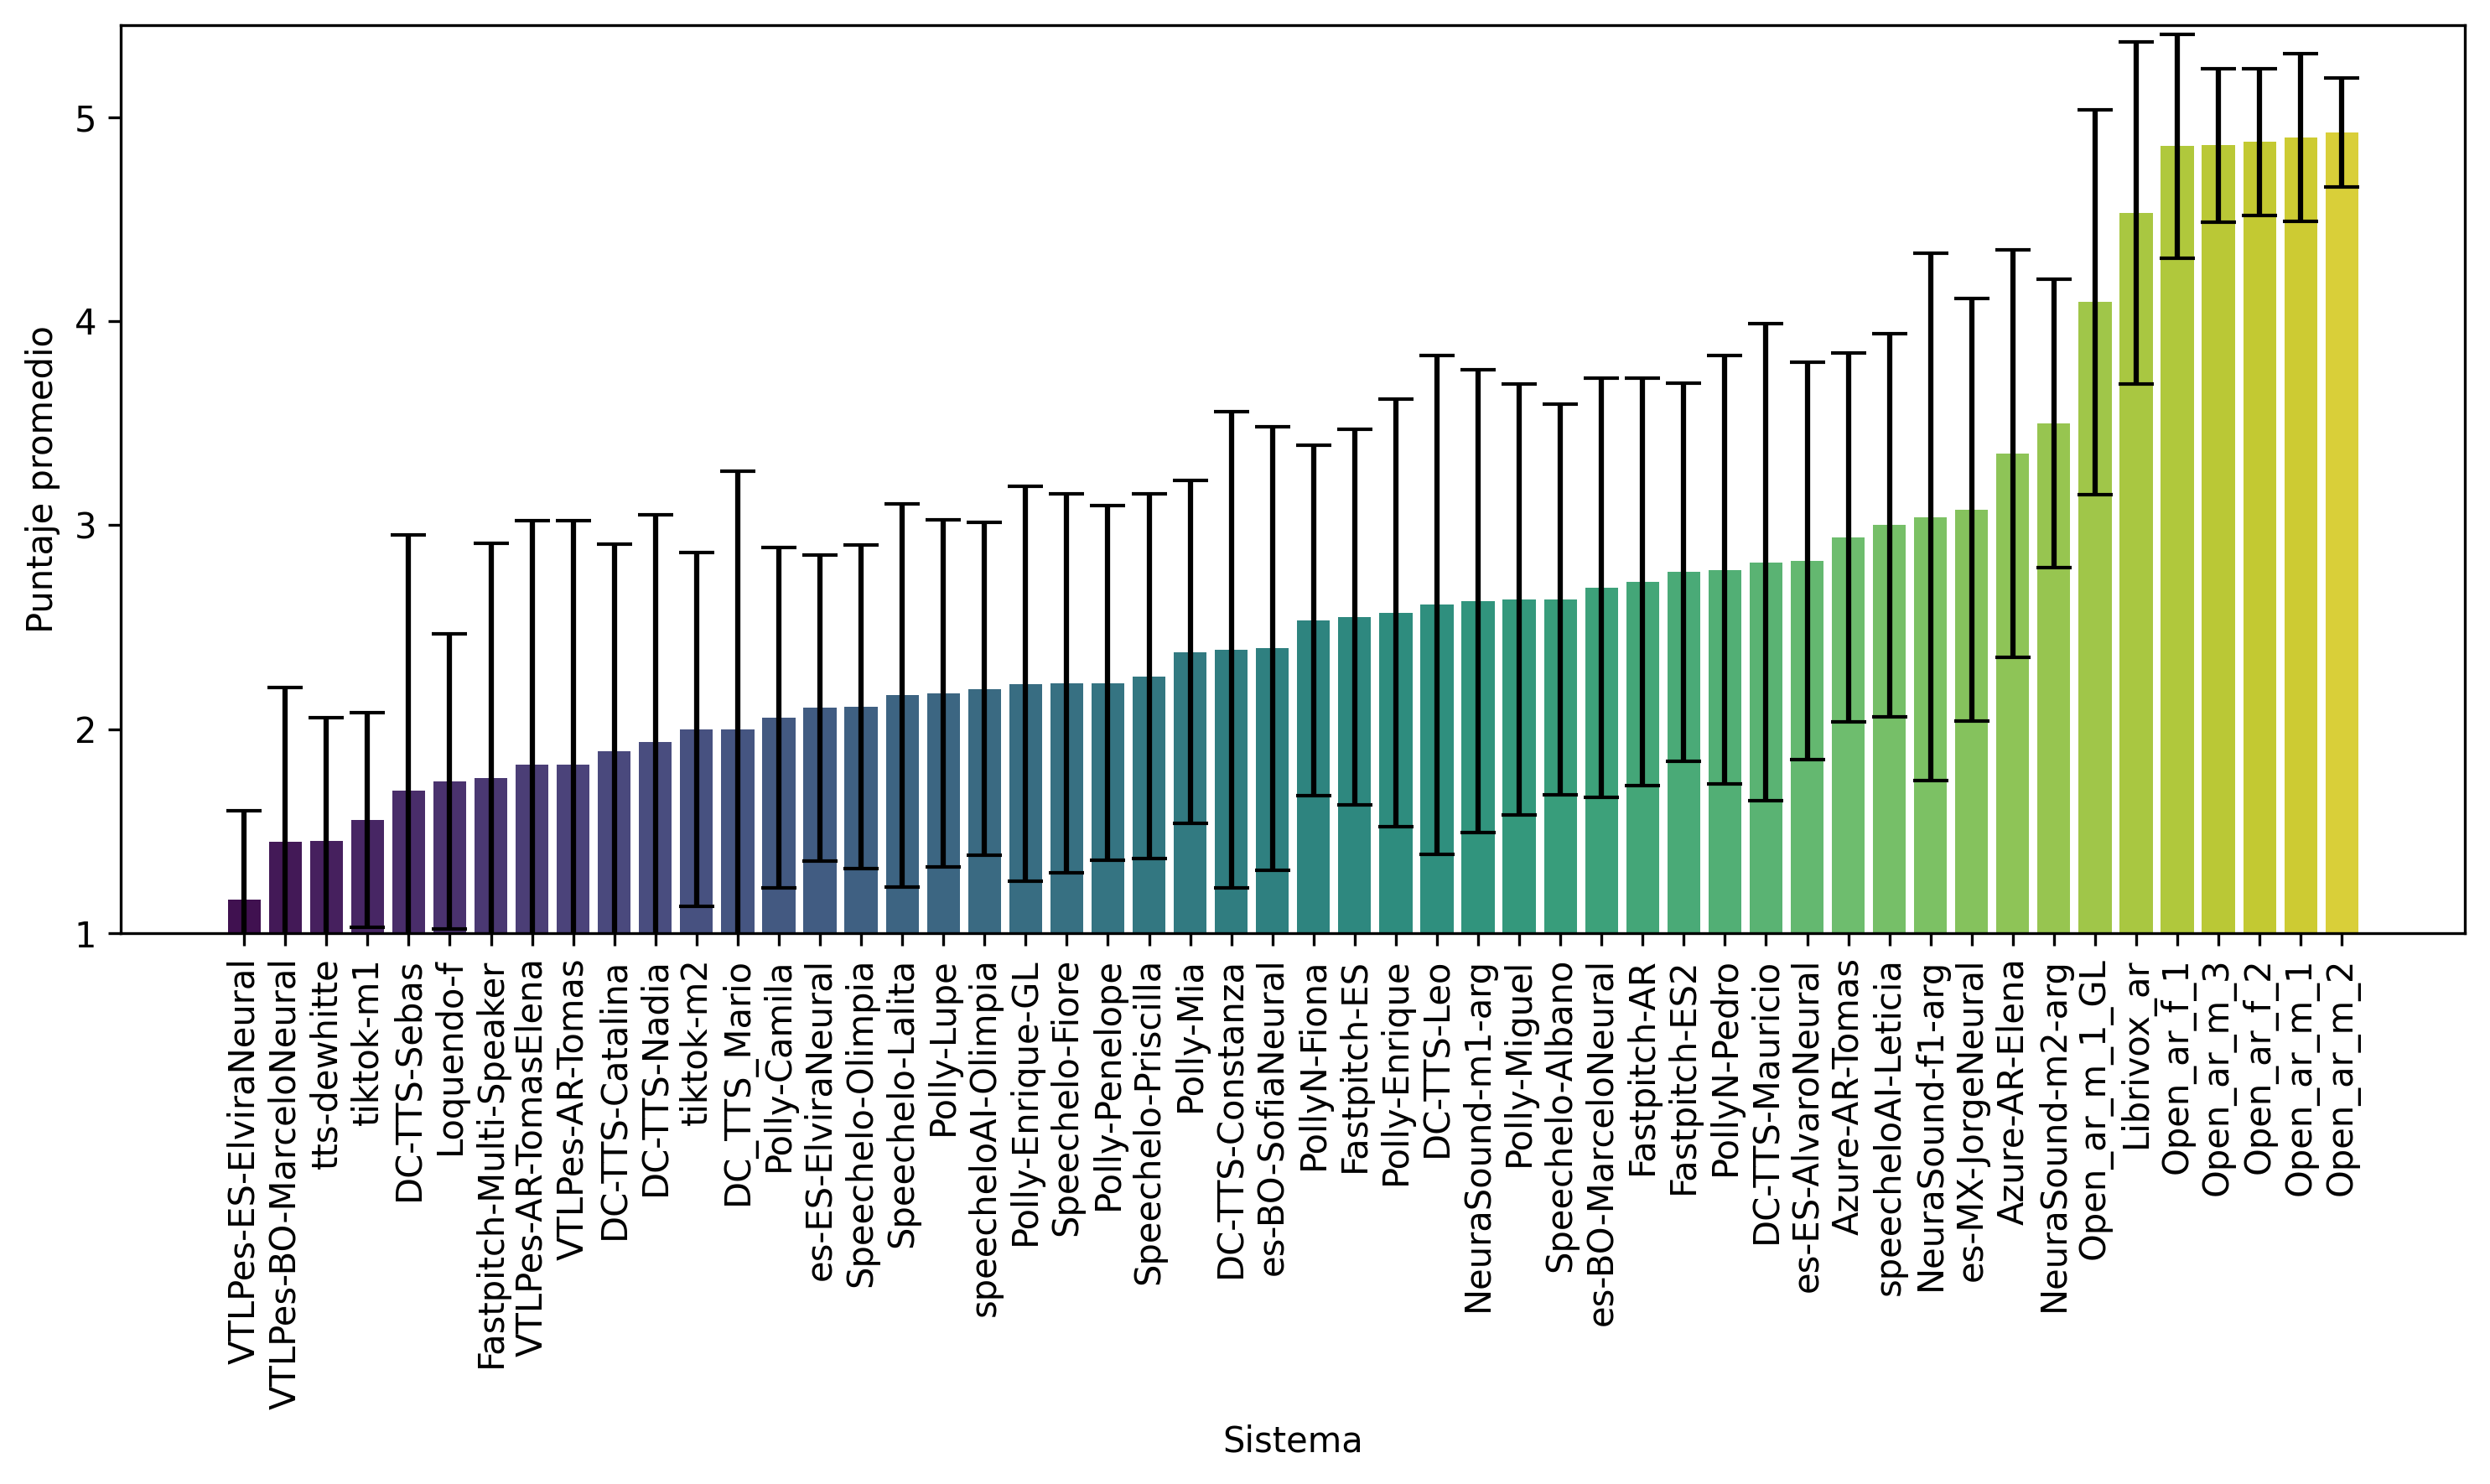 Puntaje promedio
5
4
3
2
1
VTLPes-ES-ElviraNeural
VTLPes-BO-MarceloNeural
tts-dewhitte
tiktok-m1
DC-TTS-Sebas
Loquendo-f
Fastpitch-Multi-Speaker
VTLPes-AR-TomasElena
VTLPes-AR-Tomas
DC-TTS-Catalina
DC-TTS-Nadia
tiktok-m2
DC_TTS_Mario
Polly-Camila
es-ES-ElviraNeural
Speechelo-Olimpia
Speechelo-Lalita
Polly-Lupe
speecheloAI-Olimpia
Polly-Enrique-GL
Speechelo-Fiore
Polly-Penelope
Speechelo-Priscilla
Polly-Mia
DC-TTS-Constanza
es-BO-SofiaNeural
PollyN-Fiona
Fastpitch-ES
Polly-Enrique
DC-TTS-Leo
NeuraSound-m1-arg
Polly-Miguel
Speechelo-Albano
es-BO-MarceloNeural
Fastpitch-AR
Fastpitch-ES2
PollyN-Pedro
DC-TTS-Mauricio
es-ES-AlvaroNeural
Azure-AR-Tomas
speecheloAI-Leticia
NeuraSound-f1-arg
es-MX-JorgeNeural
Azure-AR-Elena
NeuraSound-m2-arg
Open_ar_m_1_GL
Librivox_ar
Open_ar_f_1
Open_ar_m_3
Open_ar_f_2
Open_ar_m_1
Open_ar_m_2
Sistema